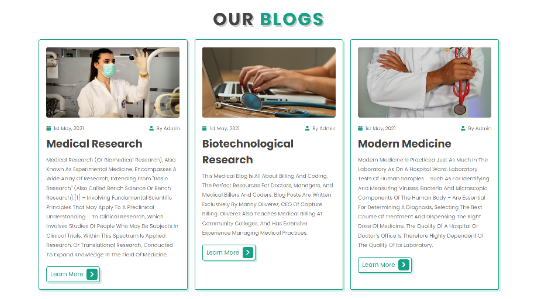 OUR BLOGS
1st May, 2021 By Admin
Medical Research
Medical Research (Or Biomedical Research), Also
Known As Experimental Medicine, Encompasses A
Wide Array Of Research, Extending From "Basic
Research" (Also Called Bench Science Or Bench
Research),[1] – Involving Fundamental Scientific
Principles That May Apply To A Preclinical
Understanding – To Clinical Research, Which
Involves Studies Of People Who May Be Subjects In
Clinical Trials. Within This Spectrum Is Applied
Research, Or Translational Research, Conducted
To Expand Knowledge In The Field Of Medicine.
Learn More
1st May, 2021 By Admin
Biotechnological
Research
This Medical Blog Is All About Billing, And Coding.
The Perfect Resources For Doctors, Managers, And
Medical Billers And Coders. Blog Posts Are Written
Exclusively By Manny Oliverez, CEO Of Capture
Billing. Oliverez Also Teaches Medical Billing At
Community Colleges, And Has Extensive
Experience Managing Medical Practices.
Learn More
1st May, 2021 By Admin
Modern Medicine
Modern Medicine Is Practiced Just As Much In The
Laboratory As On A Hospital Ward. Laboratory
Tests Of Human Samples – Such As For Identifying
And Measuring Viruses, Bacteria And Microscopic
Components Of The Human Body – Are Essential
For Determining A Diagnosis, Selecting The Best
Course Of Treatment And Dispensing The Right
Dose Of Medicine. The Quality Of A Hospital Or
Doctor's Office Is Therefore Highly Dependent Of
The Quality Of Its Laboratory.
Learn More